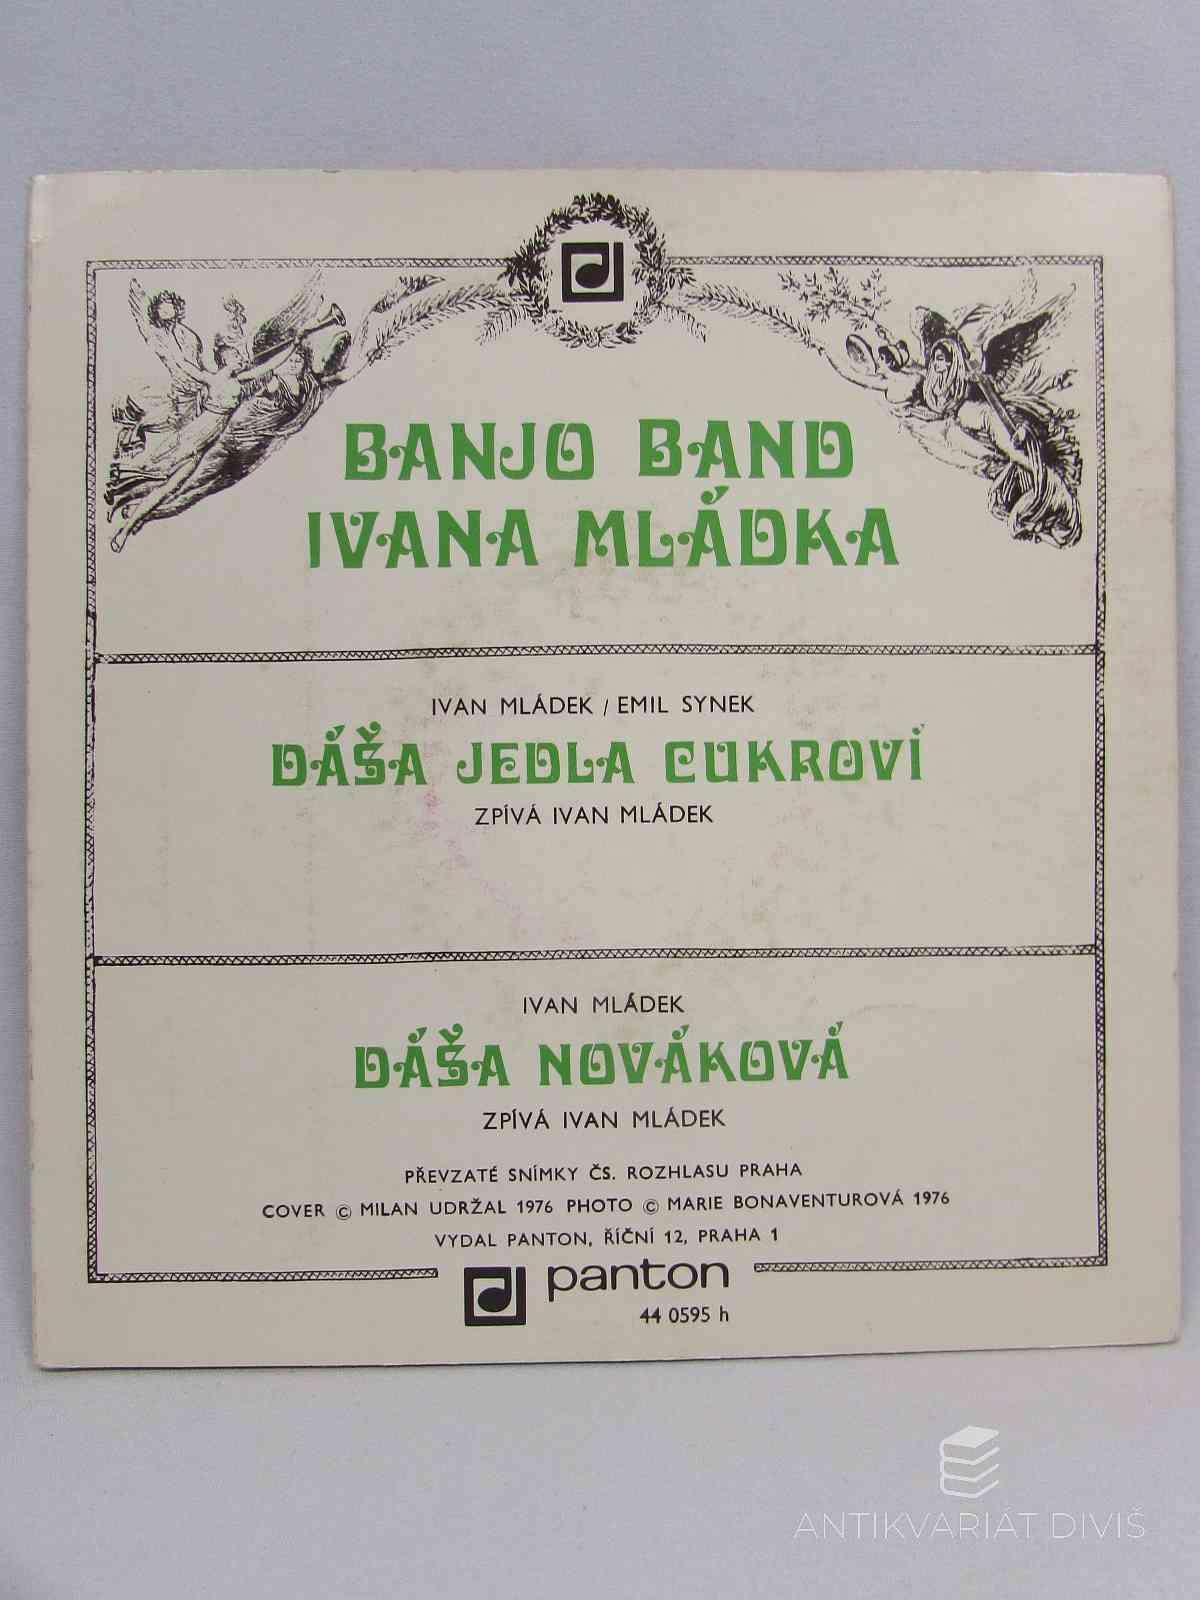 BANJO BAND
IVANA MLÁDKA
IVAN MLÁDEK / EMIL SYNEK
DÁŠA JEDLA CUKROVÍ
ZPÍVÁ IVAN MLÁDEK
IVAN MLÁDEK
DÁŠA NOVÁKOVÁ
ZPÍVÁ IVAN MLÁDEK
PŘEVZATÉ SNÍMKY ČS. ROZHLASU PRAHA
COVER © MILAN UDRŽAL 1976 PHOTO © MARIE BONAVENTUROVÁ 1976
VYDAL PANTON, ŘÍČNÍ 12, PRAHA 1
panton
44 0595 h
ANTIKVARIÁT DIVIŠ